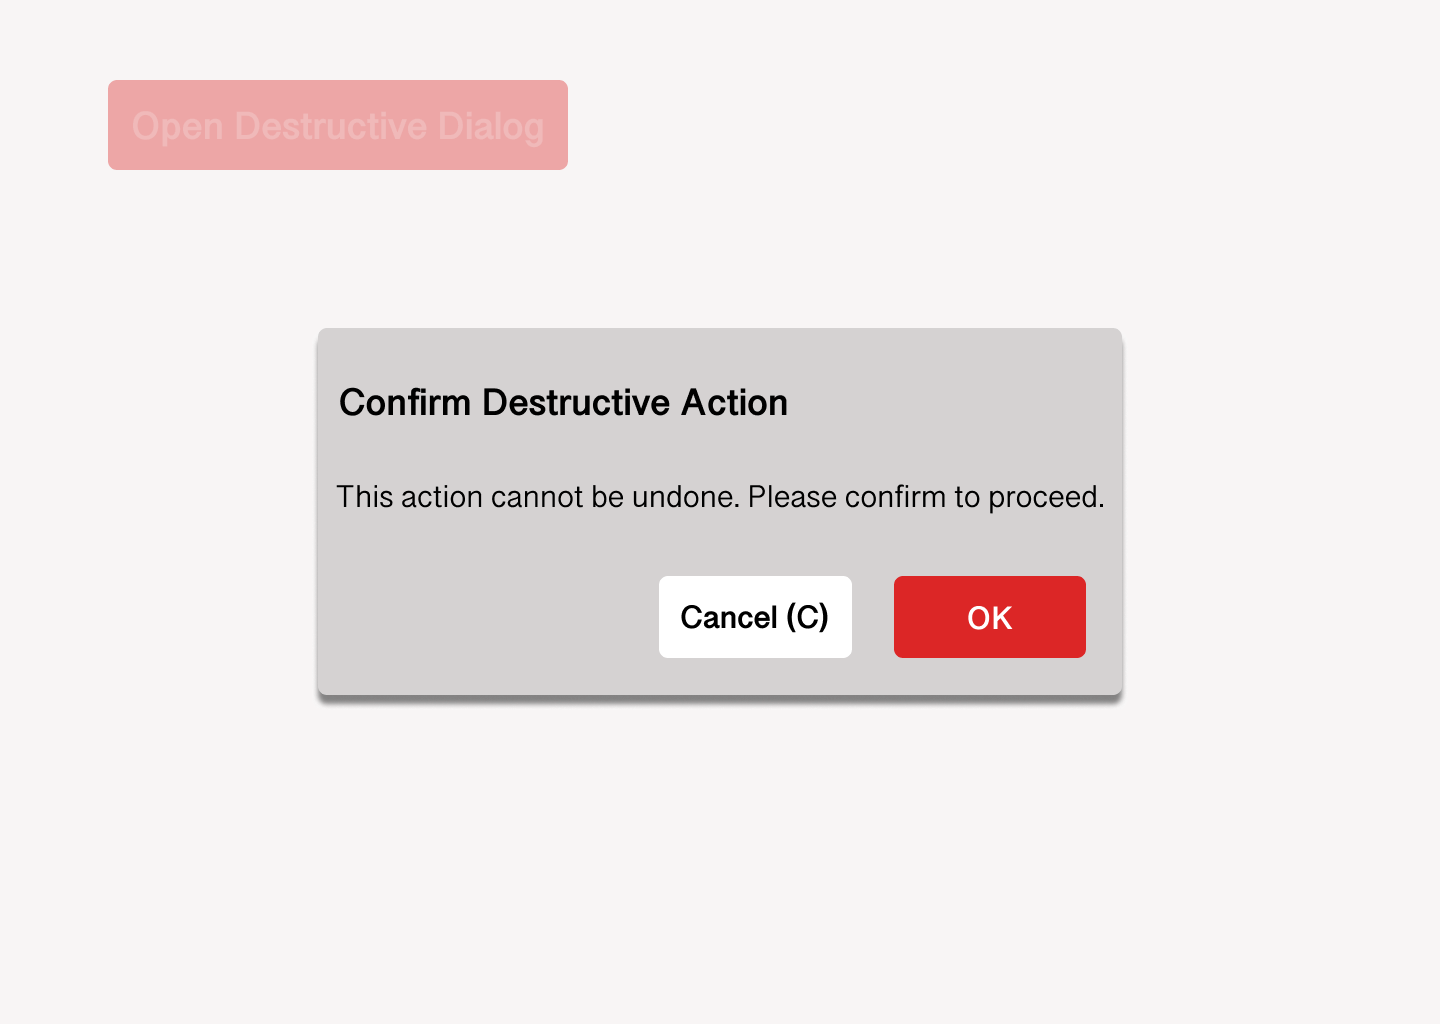 Open Destructive Dialog
Confirm Destructive Action
This action cannot be undone. Please confirm to proceed.
Cancel (C)
OK